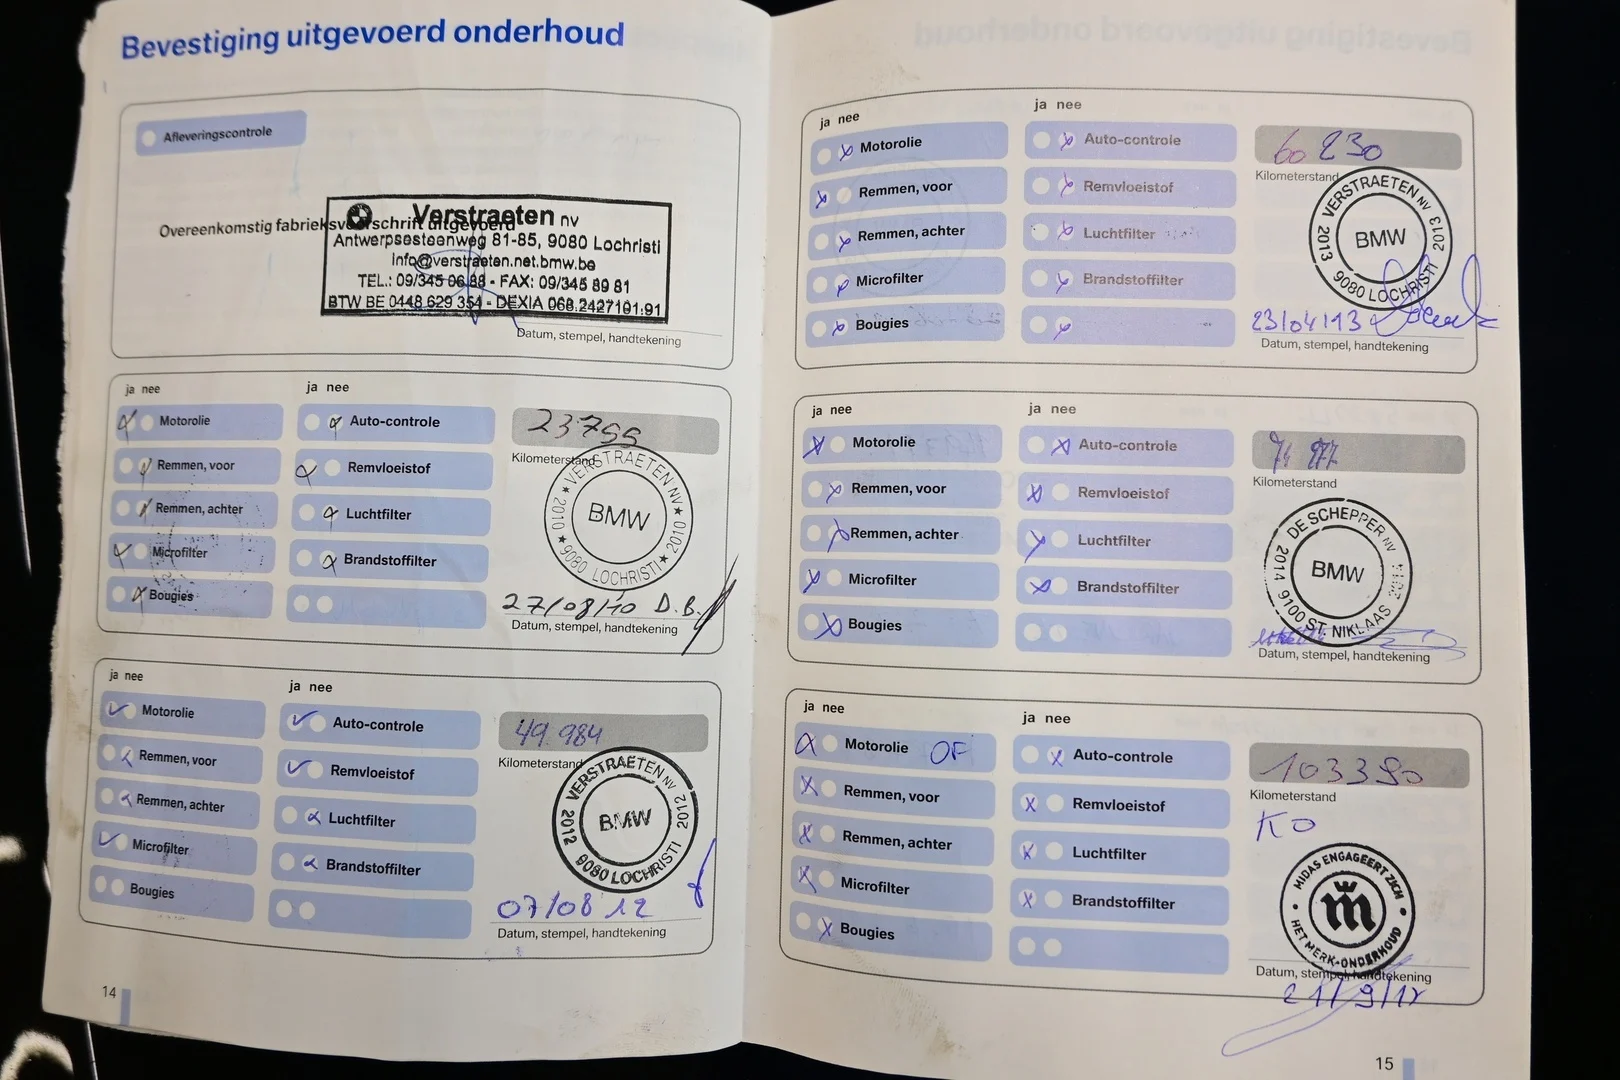 Bevestiging uitgevoerd onderhoud
Afleveringscontrole
Overeenkomstig fabrieksvoorschrift uitgevoerd
Verstraeten nv
Antwerpsesteenweg 81-85, 9080 Lochristi
info@verstraeten.net.bmw.be
TEL.: 09/345 06 88 - FAX: 09/345 89 81
BTW BE 0448 629 354 - DEXIA 068.2427101.91
Datum, stempel, handtekening
ja nee
ja nee
Motorolie
Remmen, voor
Remmen, achter
Microfilter
Bougies
Auto-controle
Remvloeistof
Luchtfilter
Brandstoffilter
23755
Kilometerstand
VERSTRAETEN NV
2010 BMW 2010
9080 LOCHRISTI
27/08/10 D.B.
Datum, stempel, handtekening
ja nee
ja nee
Motorolie
Remmen, voor
Remmen, achter
Microfilter
Bougies
Auto-controle
Remvloeistof
Luchtfilter
Brandstoffilter
49.984
Kilometerstand
VERSTRAETEN NV
2012 BMW 2012
9080 LOCHRISTI
07/08 12
Datum, stempel, handtekening
14
ja nee
ja nee
Motorolie
Remmen, voor
Remmen, achter
Microfilter
Bougies
Auto-controle
Remvloeistof
Luchtfilter
Brandstoffilter
60 230
Kilometerstand
VERSTRAETEN NV
2013 BMW 2013
9080 LOCHRISTI
23/04/13
Datum, stempel, handtekening
ja nee
ja nee
Motorolie
Remmen, voor
Remmen, achter
Microfilter
Bougies
Auto-controle
Remvloeistof
Luchtfilter
Brandstoffilter
Kilometerstand
DE SCHEPPER NV
2014 BMW
9100 ST. NIKLAAS
Datum, stempel, handtekening
ja nee
ja nee
Motorolie OF
Remmen, voor
Remmen, achter
Microfilter
Bougies
Auto-controle
Remvloeistof
Luchtfilter
Brandstoffilter
103390
Kilometerstand
KO
MIDAS ENGAGEERT ZICH
m
HET MERK-ONDERHOUD
Datum, stempel, handtekening
15